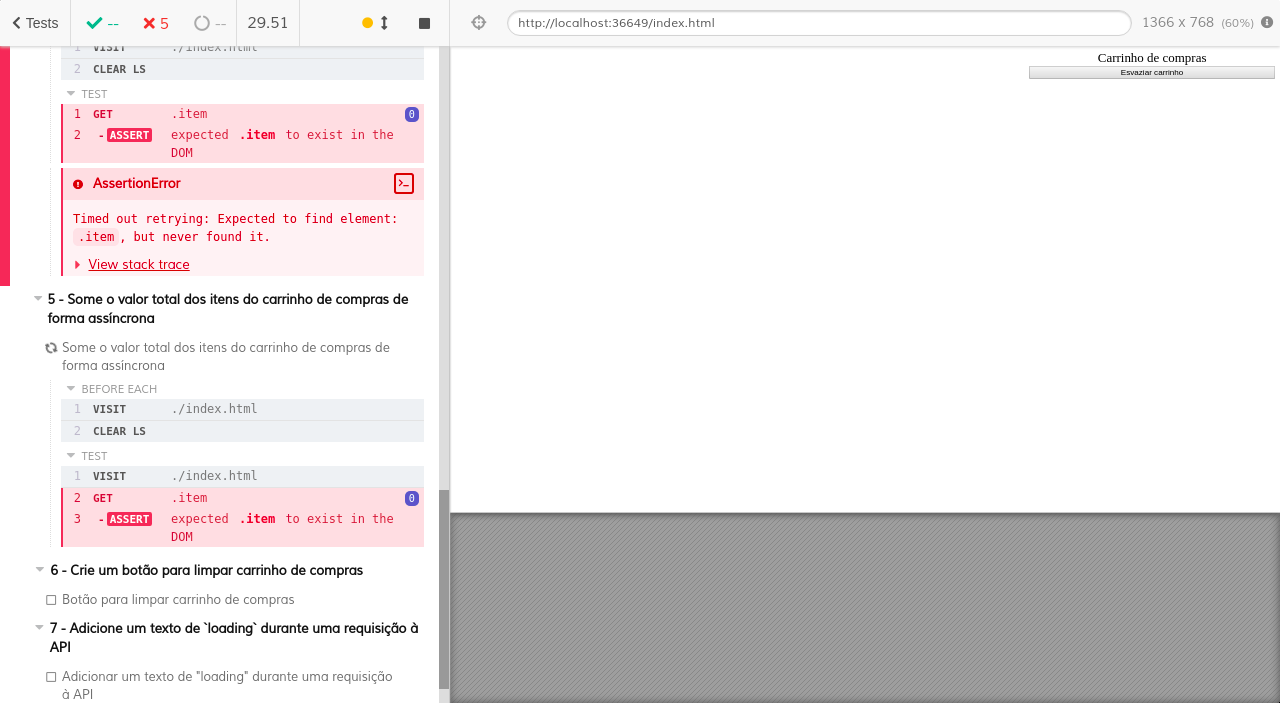 Tests
--
5
--
29.51
http://localhost:36649/index.html
1366 x 768 (60%)
1 VISIT ./index.html
2 CLEAR LS
TEST
1 GET .item 0
2 -ASSERT expected .item to exist in the
DOM
AssertionError
Timed out retrying: Expected to find element:
.item, but never found it.
View stack trace
5 - Some o valor total dos itens do carrinho de compras de
forma assíncrona
Some o valor total dos itens do carrinho de compras de
forma assíncrona
BEFORE EACH
1 VISIT ./index.html
2 CLEAR LS
TEST
1 VISIT ./index.html
2 GET .item 0
3 -ASSERT expected .item to exist in the
DOM
6 - Crie um botão para limpar carrinho de compras
Botão para limpar carrinho de compras
7 - Adicione um texto de `loading` durante uma requisição à
API
Adicionar um texto de "loading" durante uma requisição
à API
Carrinho de compras
Esvaziar carrinho